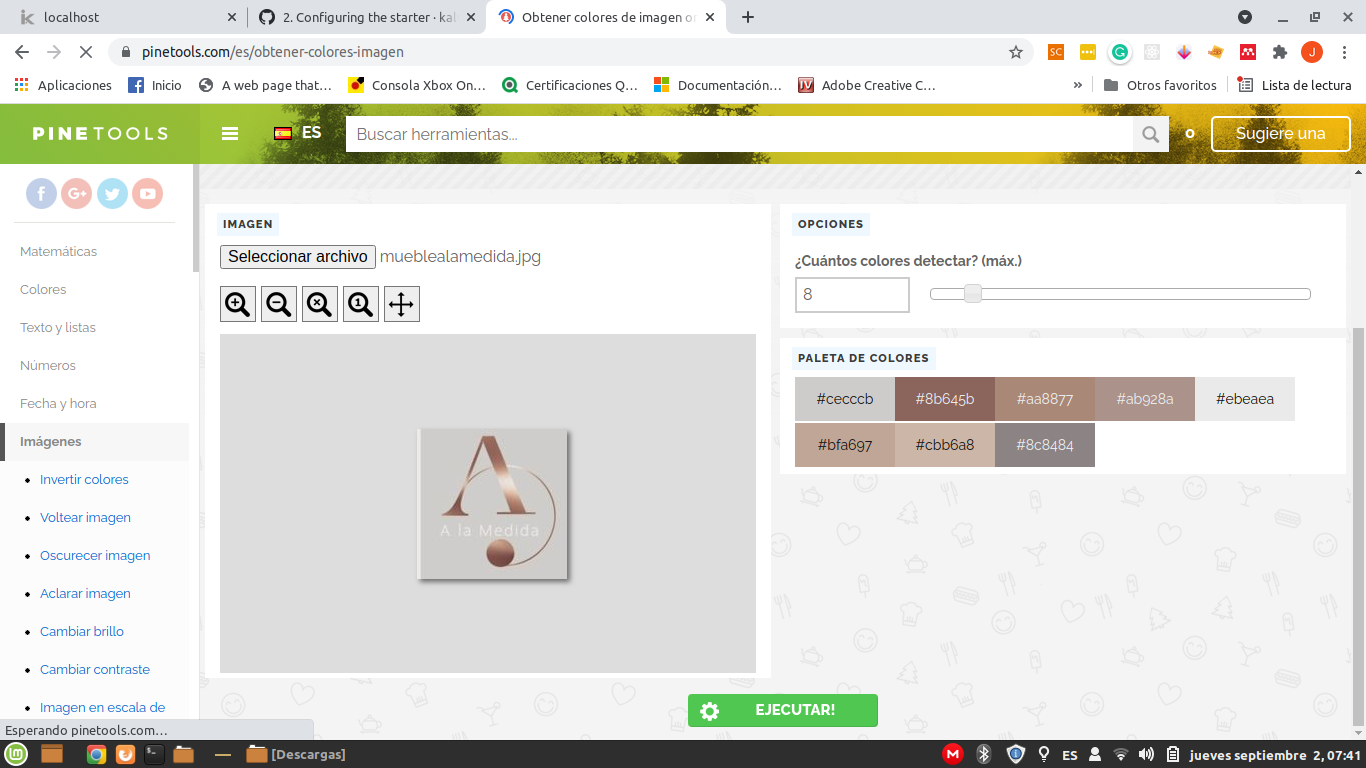 localhost
2. Configuring the starter · kal
Obtener colores de imagen or
pinetools.com/es/obtener-colores-imagen
SC
J
Aplicaciones
Inicio
A web page that…
Consola Xbox On…
Certificaciones Q…
Documentación…
Adobe Creative C…
»
Otros favoritos
Lista de lectura
PINETOOLS
ES
Buscar herramientas...
o
Sugiere una
Matemáticas
Colores
Texto y listas
Números
Fecha y hora
Imágenes
Invertir colores
Voltear imagen
Oscurecer imagen
Aclarar imagen
Cambiar brillo
Cambiar contraste
Imagen en escala de
IMAGEN
Seleccionar archivo mueblealamedida.jpg
A
A la Medida
OPCIONES
¿Cuántos colores detectar? (máx.)
8
PALETA DE COLORES
#cecccb #8b645b #aa8877 #ab928a #ebeaea
#bfa697 #cbb6a8 #8c8484
EJECUTAR!
Esperando pinetools.com…
[Descargas]
ES
jueves septiembre 2, 07:41